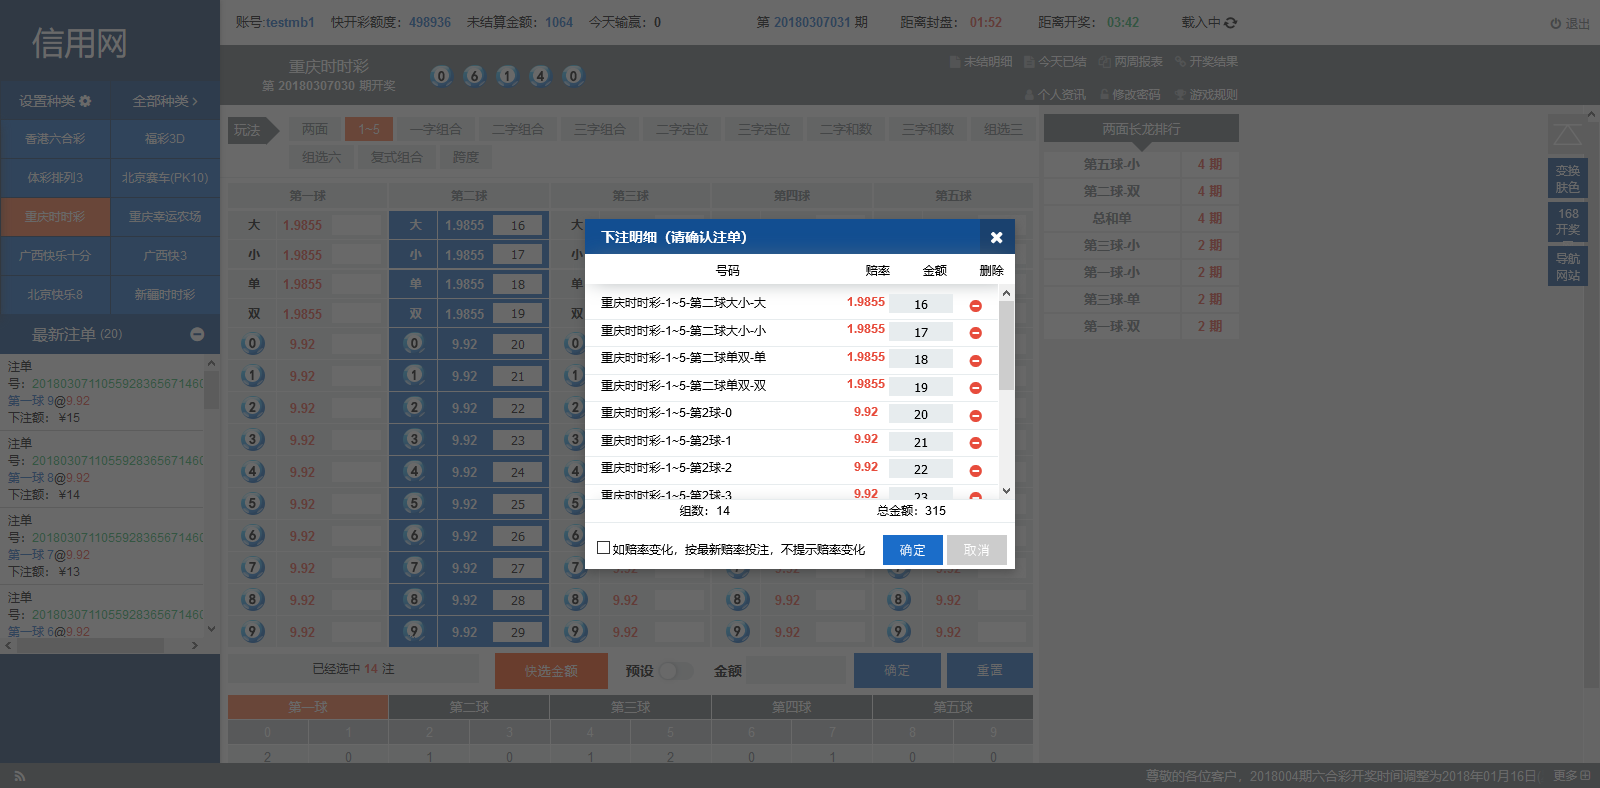 账号:testmb1 快开彩额度: 498936 未结算金额: 1064 今天输赢: 0 第 20180307031 期 距离封盘: 01:52 距离开奖: 03:42 载入中 退出
信用网
重庆时时彩
第 20180307030 期开奖
0 6 1 4 0
未结明细 今天已结 两周报表 开奖结果
个人资讯 修改密码 游戏规则
设置种类 全部种类
香港六合彩 福彩3D
体彩排列3 北京赛车(PK10)
重庆时时彩 重庆幸运农场
广西快乐十分 广西快3
北京快乐8 新疆时时彩
最新注单 (20)
注单
号: 2018030711055928365671460
第一球 9@9.92
下注额: ¥15
注单
号: 2018030711055928365671460
第一球 8@9.92
下注额: ¥14
注单
号: 2018030711055928365671460
第一球 7@9.92
下注额: ¥13
注单
号: 2018030711055928365671460
第一球 6@9.92
玩法 两面 1~5 一字组合 二字组合 三字组合 二字定位 三字定位 二字和数 三字和数 组选三
组选六 复式组合 跨度
第一球 第二球 第三球 第四球 第五球
大 1.9855 大 1.9855 16 大
小 1.9855 小 1.9855 17 小
单 1.9855 单 1.9855 18 单
双 1.9855 双 1.9855 19 双
0 9.92 0 9.92 20 0
1 9.92 1 9.92 21 1
2 9.92 2 9.92 22 2
3 9.92 3 9.92 23 3
4 9.92 4 9.92 24 4
5 9.92 5 9.92 25 5
6 9.92 6 9.92 26 6
7 9.92 7 9.92 27 7 9.92 9.92 9.92
8 9.92 8 9.92 28 8 9.92 8 9.92 8 9.92
9 9.92 9 9.92 29 9 9.92 9 9.92 9 9.92
已经选中 14 注 快选金额 预设 金额 确定 重置
第一球 第二球 第三球 第四球 第五球
0 1 2 3 4 5 6 7 8 9
2 0 1 0 1 2 0 1 0 0
两面长龙排行
第五球-小 4 期
第二球-双 4 期
总和单 4 期
第三球-小 2 期
第一球-小 2 期
第三球-单 2 期
第一球-双 2 期
变换
肤色
168
开奖
导航
网站
下注明细（请确认注单）
号码 赔率 金额 删除
重庆时时彩-1~5-第二球大小-大 1.9855 16
重庆时时彩-1~5-第二球大小-小 1.9855 17
重庆时时彩-1~5-第二球单双-单 1.9855 18
重庆时时彩-1~5-第二球单双-双 1.9855 19
重庆时时彩-1~5-第2球-0 9.92 20
重庆时时彩-1~5-第2球-1 9.92 21
重庆时时彩-1~5-第2球-2 9.92 22
重庆时时彩-1~5-第2球-3 9.92 23
组数: 14 总金额: 315
如赔率变化，按最新赔率投注，不提示赔率变化 确定 取消
尊敬的各位客户，2018004期六合彩开奖时间调整为2018年01月16日 更多